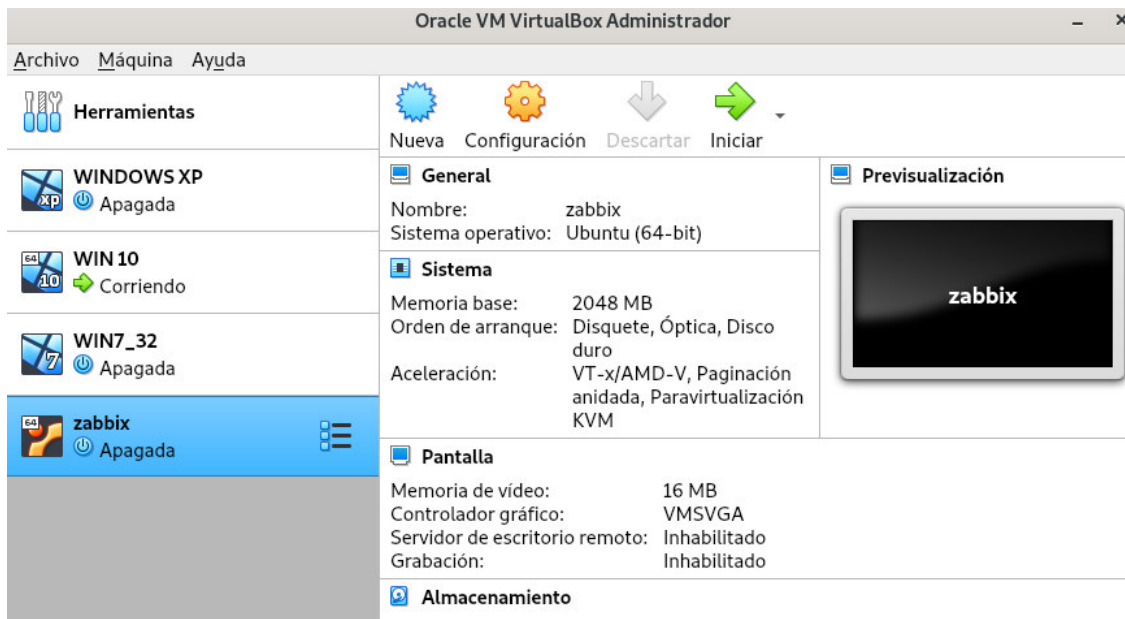 Oracle VM VirtualBox Administrador
Archivo Máquina Ayuda
Herramientas
WINDOWS XP
Apagada
WIN 10
Corriendo
WIN7_32
Apagada
zabbix
Apagada
Nueva Configuración Descartar Iniciar
General
Nombre: zabbix
Sistema operativo: Ubuntu (64-bit)
Sistema
Memoria base: 2048 MB
Orden de arranque: Disquete, Óptica, Disco
duro
Aceleración: VT-x/AMD-V, Paginación
anidada, Paravirtualización
KVM
Previsualización
zabbix
Pantalla
Memoria de vídeo: 16 MB
Controlador gráfico: VMSVGA
Servidor de escritorio remoto: Inhabilitado
Grabación: Inhabilitado
Almacenamiento